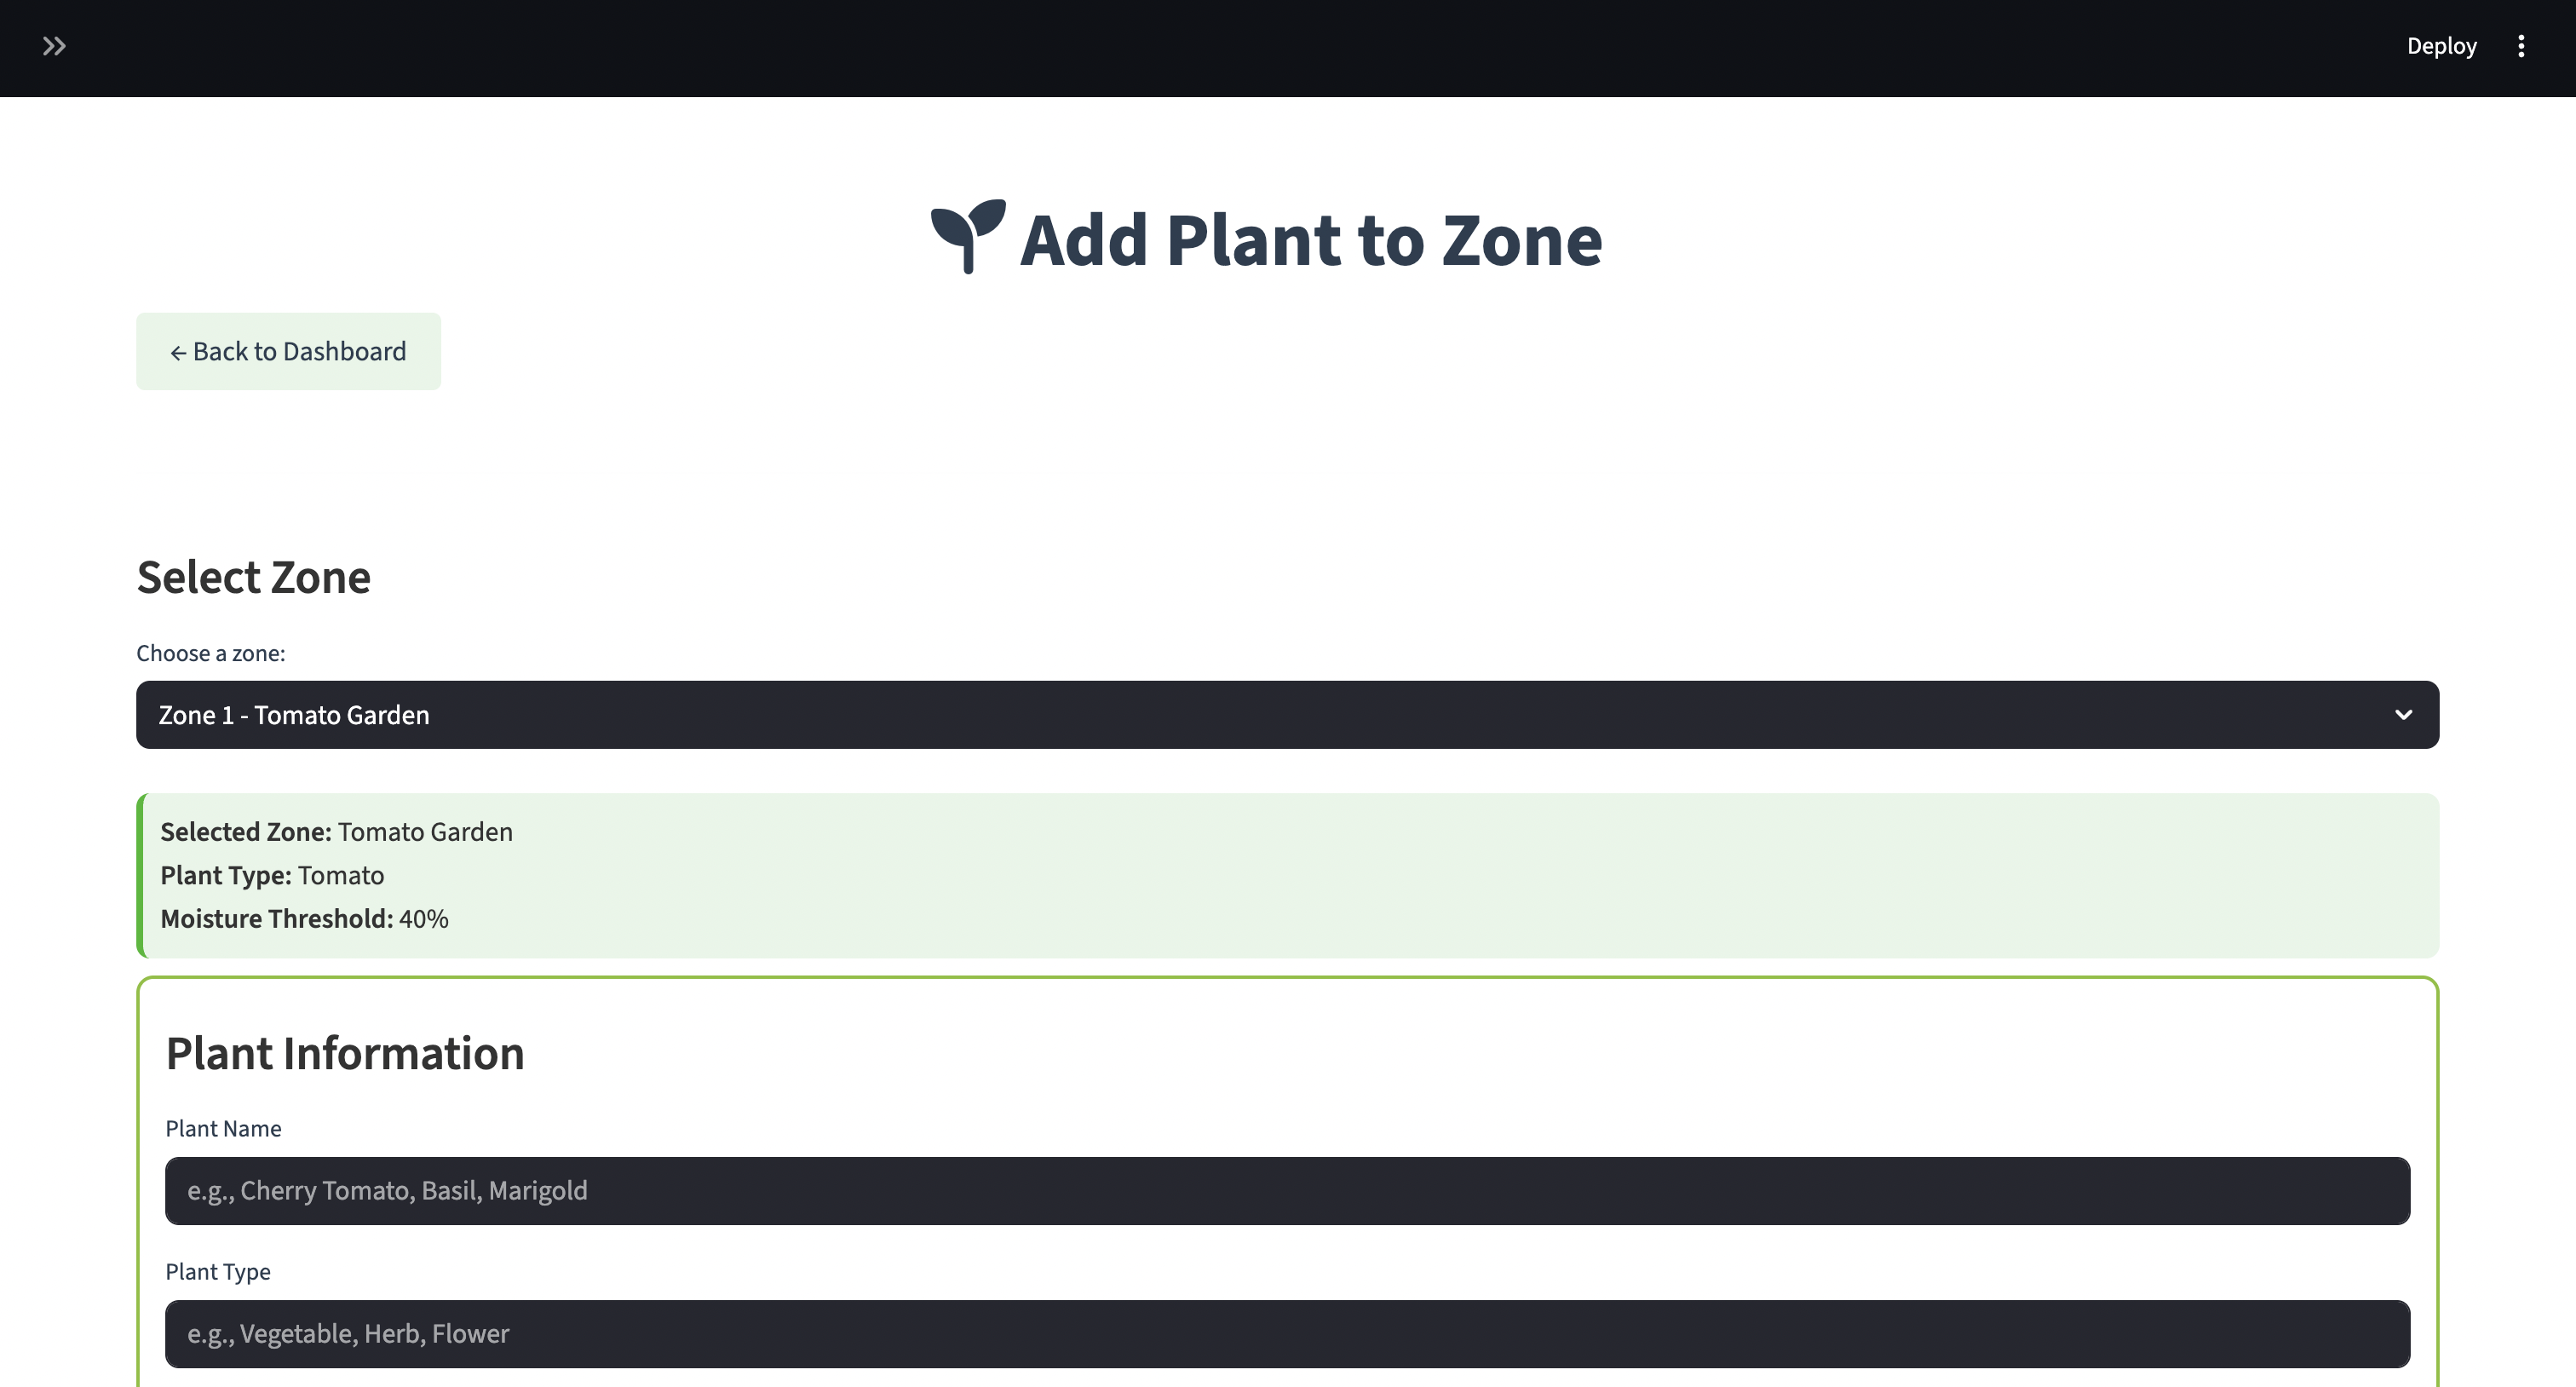 Deploy
Add Plant to Zone
← Back to Dashboard
Select Zone
Choose a zone:
Zone 1 - Tomato Garden
Selected Zone: Tomato Garden
Plant Type: Tomato
Moisture Threshold: 40%
Plant Information
Plant Name
e.g., Cherry Tomato, Basil, Marigold
Plant Type
e.g., Vegetable, Herb, Flower